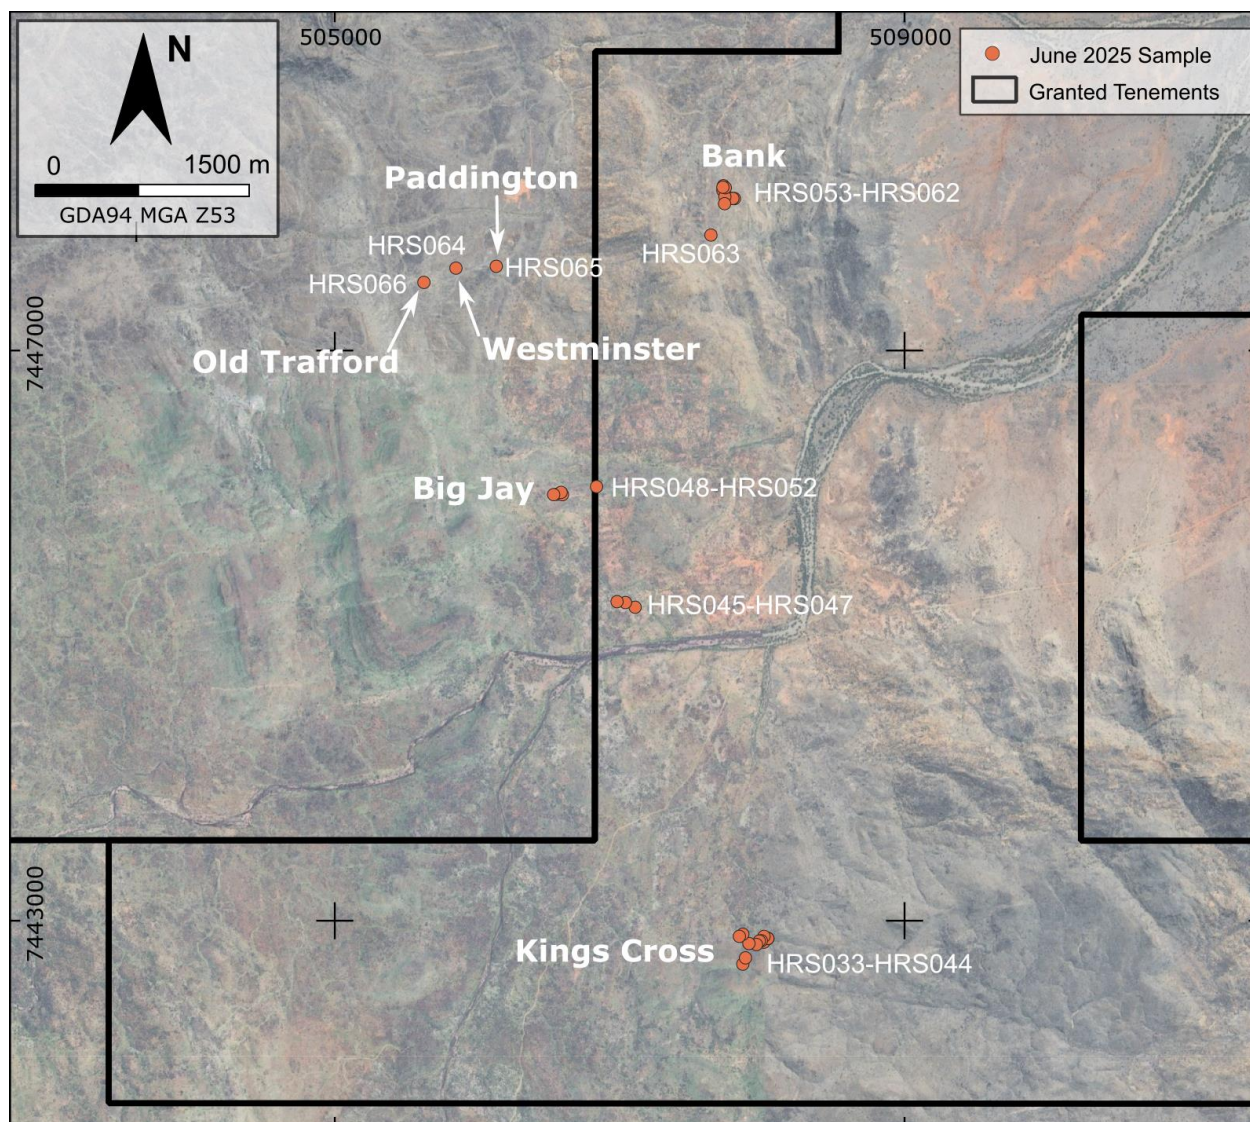 505000
509000
N
0 1500 m
GDA94 MGA Z53
June 2025 Sample
Granted Tenements
Bank
HRS053-HRS062
Paddington
HRS064
HRS065
HRS063
HRS066
Old Trafford
Westminster
7447000
Big Jay
HRS048-HRS052
HRS045-HRS047
7443000
Kings Cross
HRS033-HRS044